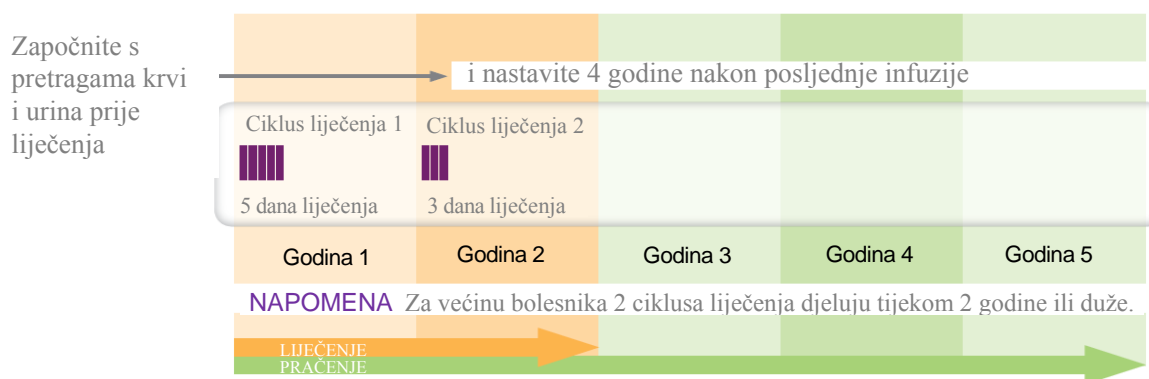 Započnite s
pretragama krvi
i urina prije
liječenja
i nastavite 4 godine nakon posljednje infuzije
Ciklus liječenja 1
Ciklus liječenja 2
5 dana liječenja
3 dana liječenja
Godina 1
Godina 2
Godina 3
Godina 4
Godina 5
NAPOMENA Za većinu bolesnika 2 ciklusa liječenja djeluju tijekom 2 godine ili duže.
LIJEČENJE
PRAČENJE